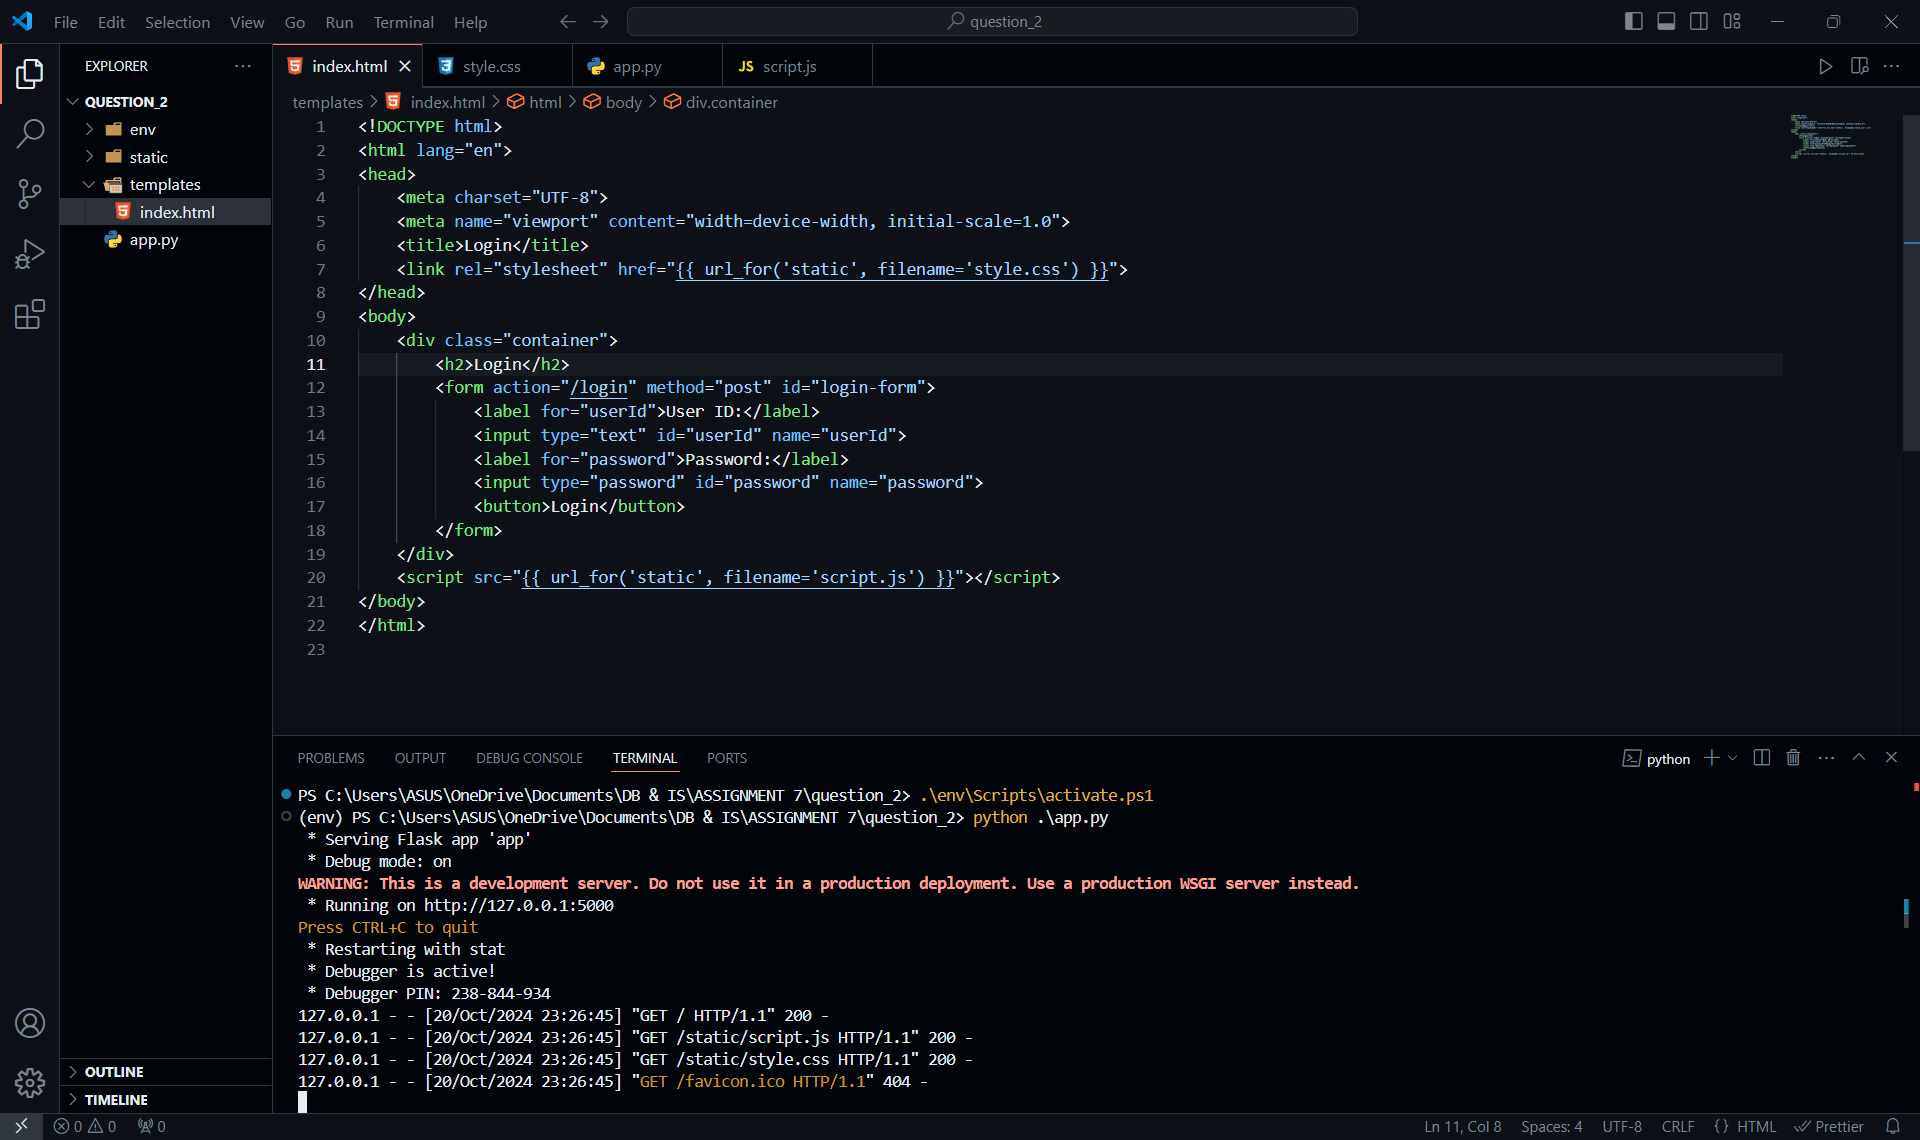 File Edit Selection View Go Run Terminal Help
question_2
EXPLORER
QUESTION_2
env
static
templates
index.html
app.py
OUTLINE
TIMELINE
index.html
style.css
app.py
JS script.js
templates > index.html > html > body > div.container
1 <!DOCTYPE html>
2 <html lang="en">
3 <head>
4 <meta charset="UTF-8">
5 <meta name="viewport" content="width=device-width, initial-scale=1.0">
6 <title>Login</title>
7 <link rel="stylesheet" href="{{ url_for('static', filename='style.css') }}">
8 </head>
9 <body>
10 <div class="container">
11 <h2>Login</h2>
12 <form action="/login" method="post" id="login-form">
13 <label for="userId">User ID:</label>
14 <input type="text" id="userId" name="userId">
15 <label for="password">Password:</label>
16 <input type="password" id="password" name="password">
17 <button>Login</button>
18 </form>
19 </div>
20 <script src="{{ url_for('static', filename='script.js') }}"></script>
21 </body>
22 </html>
23
PROBLEMS OUTPUT DEBUG CONSOLE TERMINAL PORTS
python
PS C:\Users\ASUS\OneDrive\Documents\DB & IS\ASSIGNMENT 7\question_2> .\env\Scripts\activate.ps1
(env) PS C:\Users\ASUS\OneDrive\Documents\DB & IS\ASSIGNMENT 7\question_2> python .\app.py
* Serving Flask app 'app'
* Debug mode: on
WARNING: This is a development server. Do not use it in a production deployment. Use a production WSGI server instead.
* Running on http://127.0.0.1:5000
Press CTRL+C to quit
* Restarting with stat
* Debugger is active!
* Debugger PIN: 238-844-934
127.0.0.1 - - [20/Oct/2024 23:26:45] "GET / HTTP/1.1" 200 -
127.0.0.1 - - [20/Oct/2024 23:26:45] "GET /static/script.js HTTP/1.1" 200 -
127.0.0.1 - - [20/Oct/2024 23:26:45] "GET /static/style.css HTTP/1.1" 200 -
127.0.0.1 - - [20/Oct/2024 23:26:45] "GET /favicon.ico HTTP/1.1" 404 -
0 0 0
Ln 11, Col 8 Spaces: 4 UTF-8 CRLF {} HTML Prettier